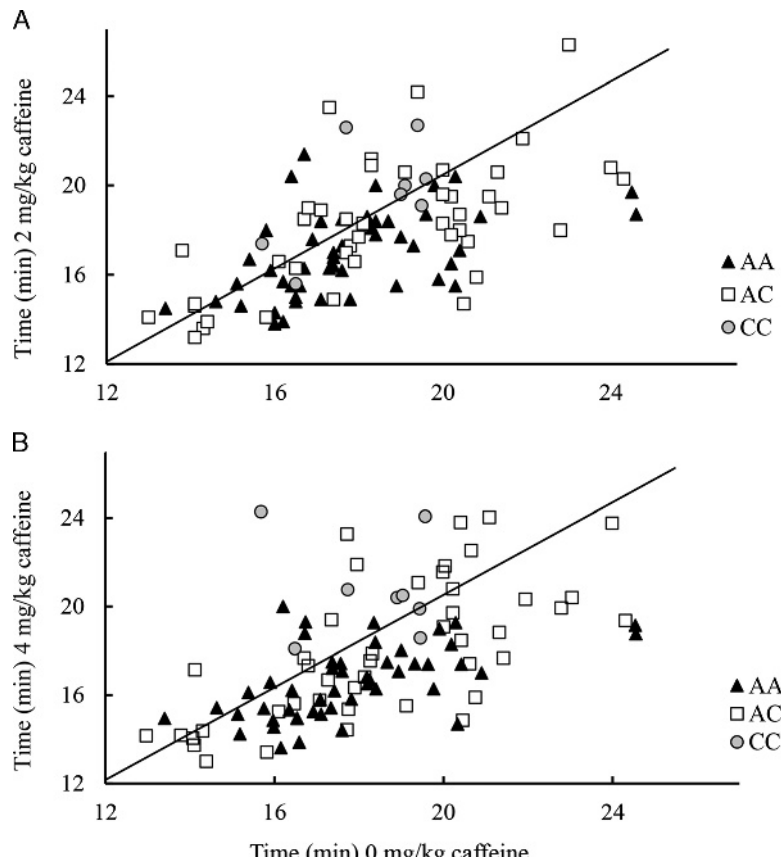 A
Time (min) 2 mg/kg caffeine
24
20
16
12
12 16 20 24
AA
AC
CC
B
Time (min) 4 mg/kg caffeine
24
20
16
12
12 16 20 24
AA
AC
CC
Time (min) 0 mg/kg caffeine